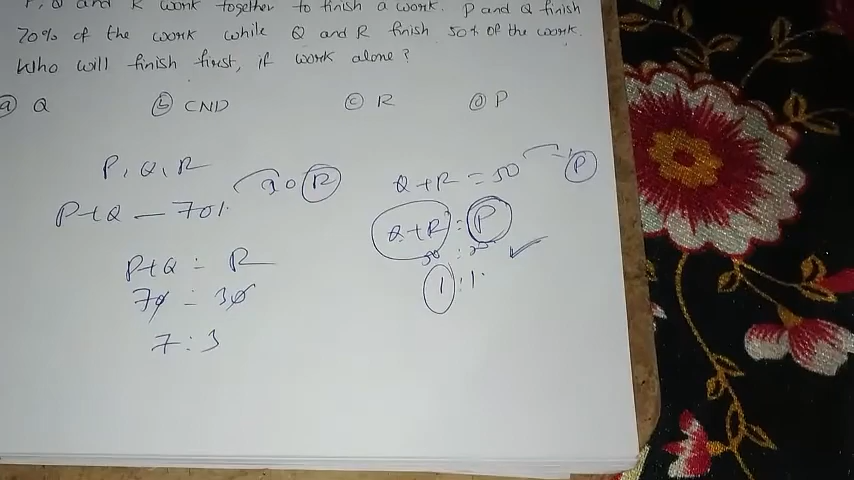 P, Q and R work together to finish a work. P and Q finish
70% of the work while Q and R finish 50% of the work.
Who will finish first, if work alone?
a Q b CND c R d P
P, Q, R
P+Q — 70% 30 R
P+Q : R
70 : 30
7 : 3
Q+R = 50 P
Q+R : P
50 : 50
1 : 1